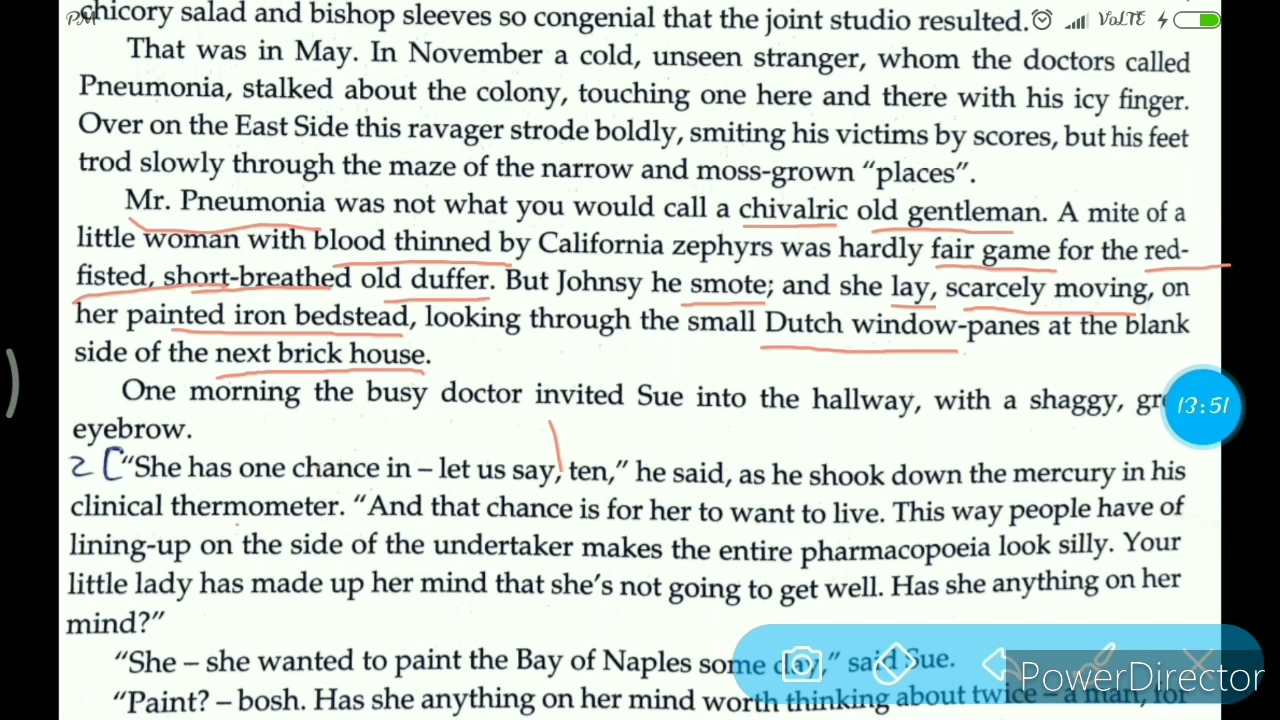 chicory salad and bishop sleeves so congenial that the joint studio resulted.
PM
VoLTE
That was in May. In November a cold, unseen stranger, whom the doctors called
Pneumonia, stalked about the colony, touching one here and there with his icy finger.
Over on the East Side this ravager strode boldly, smiting his victims by scores, but his feet
trod slowly through the maze of the narrow and moss-grown “places”.
Mr. Pneumonia was not what you would call a chivalric old gentleman. A mite of a
little woman with blood thinned by California zephyrs was hardly fair game for the red-
fisted, short-breathed old duffer. But Johnsy he smote; and she lay, scarcely moving, on
her painted iron bedstead, looking through the small Dutch window-panes at the blank
side of the next brick house.
One morning the busy doctor invited Sue into the hallway, with a shaggy,
13:51
eyebrow.
2 [“She has one chance in – let us say, ten,” he said, as he shook down the mercury in his
clinical thermometer. “And that chance is for her to want to live. This way people have of
lining-up on the side of the undertaker makes the entire pharmacopoeia look silly. Your
little lady has made up her mind that she’s not going to get well. Has she anything on her
mind?”
“She – she wanted to paint the Bay of Naples some day,” said Sue.
“Paint? – bosh. Has she anything on her mind worth thinking about twice – a man, for
PowerDirector